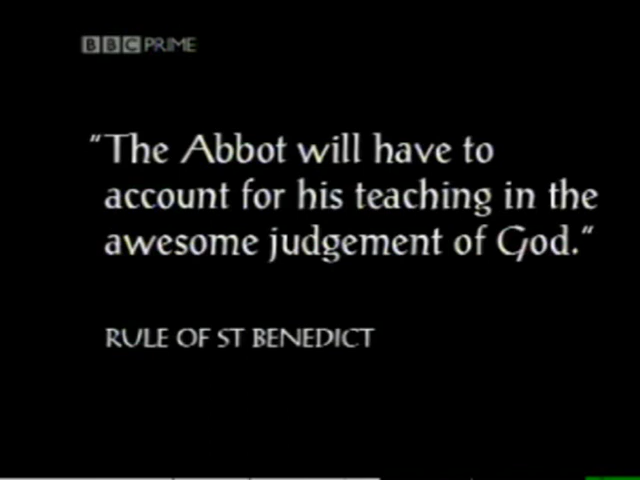 BBC PRIME
"The Abbot will have to
account for his teaching in the
awesome judgement of God."
RULE OF ST BENEDICT